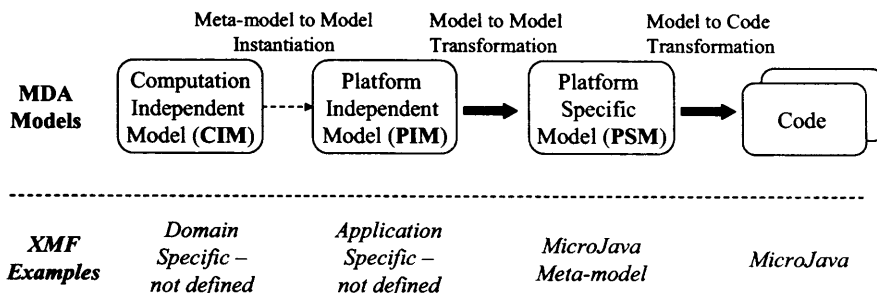 Meta-model to Model
Instantiation
Model to Model
Transformation
Model to Code
Transformation
MDA
Models
Computation
Independent
Model (CIM)
Platform
Independent
Model (PIM)
Platform
Specific
Model (PSM)
Code
XMF
Examples
Domain
Specific –
not defined
Application
Specific –
not defined
MicroJava
Meta-model
MicroJava